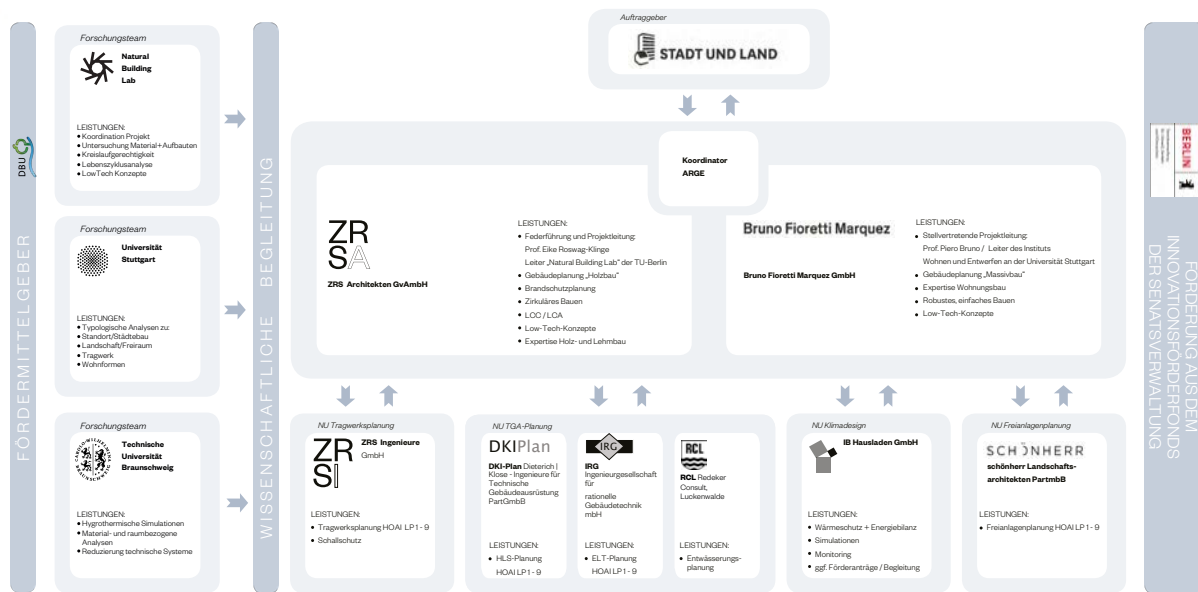 FÖRDERMITTELGEBER
DBU
Forschungsteam
Natural
Building
Lab
LEISTUNGEN:
• Koordination Projekt
• Untersuchung Material+Aufbauten
• Kreislaufgerechtigkeit
• Lebenszyklusanalyse
• LowTech Konzepte
Forschungsteam
Universität
Stuttgart
LEISTUNGEN:
• Typologische Analysen zu:
• Standort/Städtebau
• Landschaft/Freiraum
• Tragwerk
• Wohnformen
Forschungsteam
Technische
Universität
Braunschweig
LEISTUNGEN:
• Hygrothermische Simulationen
• Material- und raumbezogene
Analysen
• Reduzierung technische Systeme
WISSENSCHAFTLICHE BEGLEITUNG
Auftraggeber
STADT UND LAND
Koordinator
ARGE
ZR
SA
ZRS Architekten GvAmbH
LEISTUNGEN:
• Federführung und Projektleitung:
Prof. Eike Roswag-Klinge
Leiter „Natural Building Lab" der TU-Berlin
• Gebäudeplanung „Holzbau"
• Brandschutzplanung
• Zirkuläres Bauen
• LCC / LCA
• Low-Tech-Konzepte
• Expertise Holz- und Lehmbau
Bruno Fioretti Marquez
Bruno Fioretti Marquez GmbH
LEISTUNGEN:
• Stellvertretende Projektleitung:
Prof. Piero Bruno / Leiter des Instituts
Wohnen und Entwerfen an der Universität Stuttgart
• Gebäudeplanung „Massivbau"
• Expertise Wohnungsbau
• Robustes, einfaches Bauen
• Low-Tech-Konzepte
NU Tragwerksplanung
ZR
SI
ZRS Ingenieure
GmbH
LEISTUNGEN:
• Tragwerksplanung HOAI LP 1 - 9
• Schallschutz
NU TGA-Planung
DKIPlan
DKI-Plan Dieterich |
Klose - Ingenieure für
Technische
Gebäudeausrüstung
PartGmbB
LEISTUNGEN:
• HLS-Planung
HOAI LP 1 - 9
IRG
IRG
Ingenieurgesellschaft
für
rationelle
Gebäudetechnik
mbH
LEISTUNGEN:
• ELT-Planung
HOAI LP 1 - 9
RCL
RCL Redeker
Consult,
Luckenwalde
LEISTUNGEN:
• Entwässerungs-
planung
NU Klimadesign
IB Hausladen GmbH
LEISTUNGEN:
• Wärmeschutz + Energiebilanz
• Simulationen
• Monitoring
• ggf. Förderanträge / Begleitung
NU Freianlagenplanung
SCHÖNHERR
schönherr Landschafts-
architekten PartmbB
LEISTUNGEN:
• Freianlagenplanung HOAI LP 1 - 9
BERLIN
FÖRDERUNG AUS DEM
INNOVATIONSFÖRDERFONDS
DER SENATSVERWALTUNG